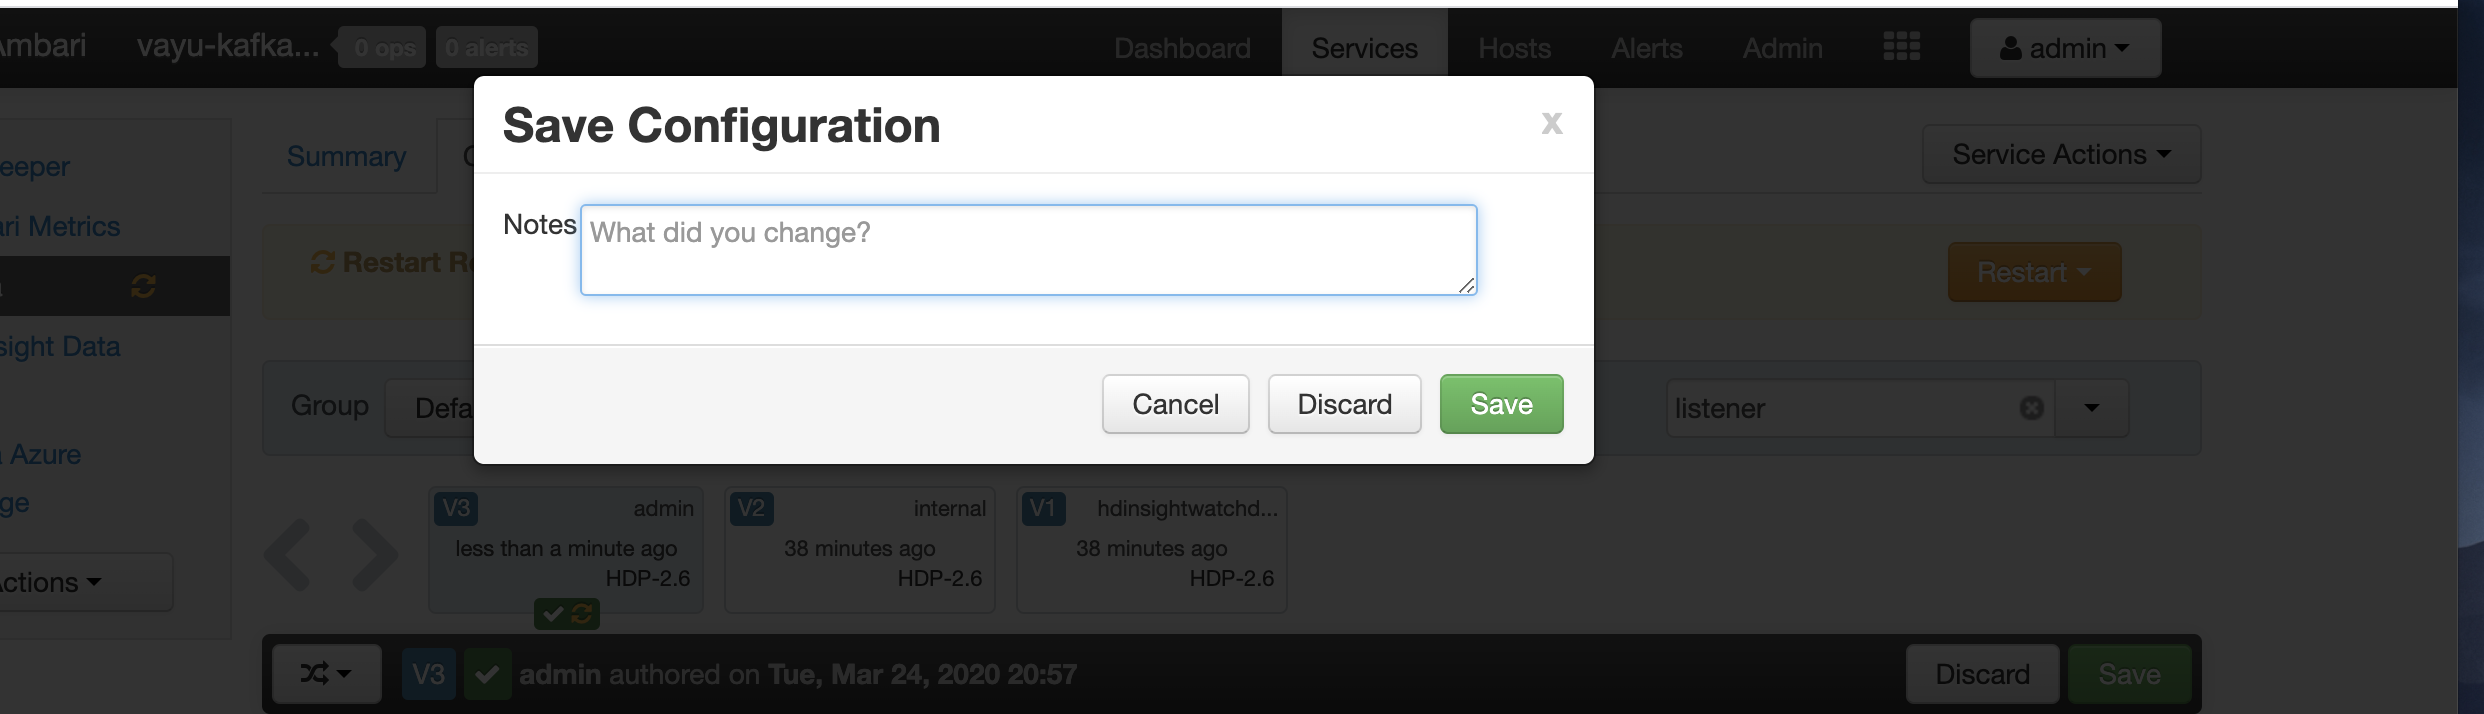 Ambari vayu-kafka... 0 ops 0 alerts Dashboard Services Hosts Alerts Admin admin
Save Configuration x
Summary C Service Actions
eeper
Notes What did you change?
ri Metrics
Restart Re Restart
sight Data
Cancel Discard Save
Group Defa listener
Azure
ge
V3 admin V2 internal V1 hdinsightwatchd...
less than a minute ago 38 minutes ago 38 minutes ago
HDP-2.6 HDP-2.6 HDP-2.6
ctions
V3 admin authored on Tue, Mar 24, 2020 20:57 Discard Save